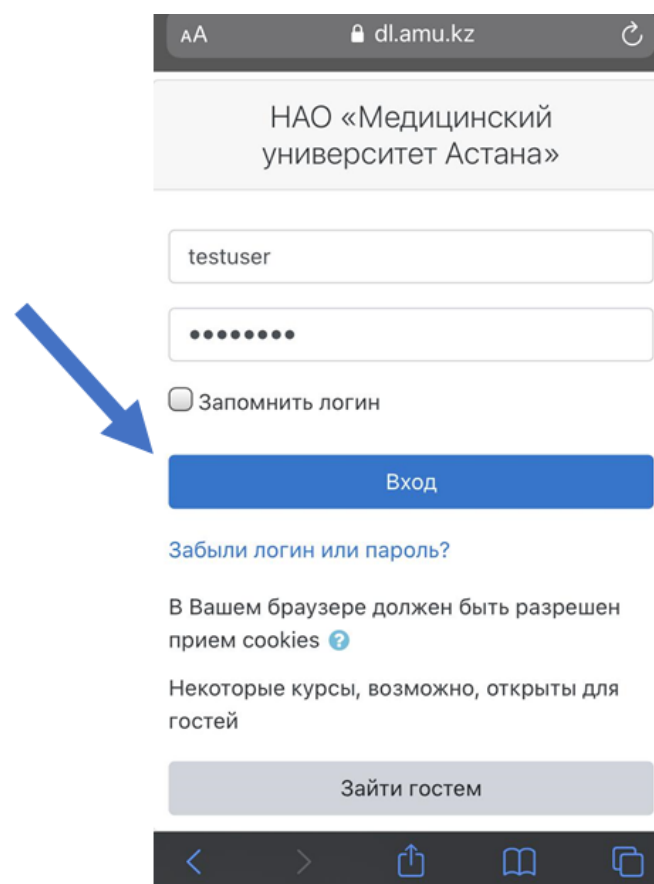 AA dl.amu.kz
НАО «Медицинский
университет Астана»
testuser
••••••••
Запомнить логин
Вход
Забыли логин или пароль?
В Вашем браузере должен быть разрешен
прием cookies ?
Некоторые курсы, возможно, открыты для
гостей
Зайти гостем